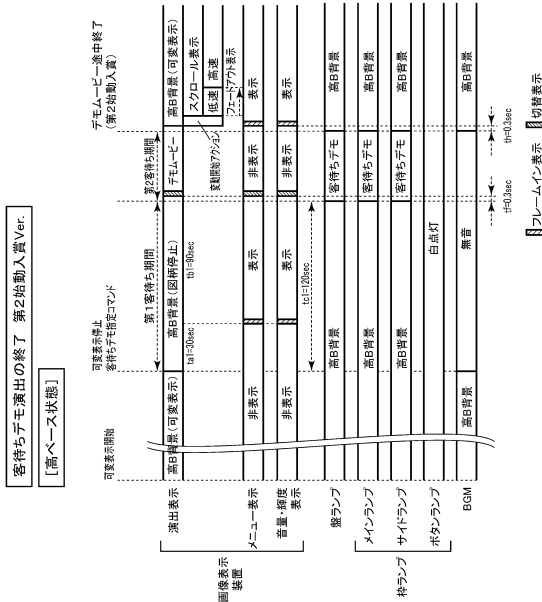 客待ちデモ演出の終了 第２始動入賞Ver.
[高ベース状態]
可変表示開始
可変表示停止
客待ちデモ指定コマンド
デモムービー途中終了
(第２始動入賞)
第１客待ち期間
第２客待ち期間
画像表示
装置
演出表示
高B背景(可変表示)
高B背景(図柄停止)
デモムービー
高B背景(可変表示)
ta1=30sec
tb1=90sec
変動開始アクション
スクロール表示
低速
高速
フェードアウト表示
メニュー表示
非表示
表示
非表示
表示
音量・輝度
表示
非表示
表示
非表示
表示
tc1=120sec
盤ランプ
高B背景
客待ちデモ
高B背景
枠ランプ
メインランプ
高B背景
客待ちデモ
高B背景
サイドランプ
高B背景
客待ちデモ
高B背景
ボタンランプ
白点灯
BGM
高B背景
無音
高B背景
tf=0.3sec
th=0.3sec
フレームイン表示
切替表示